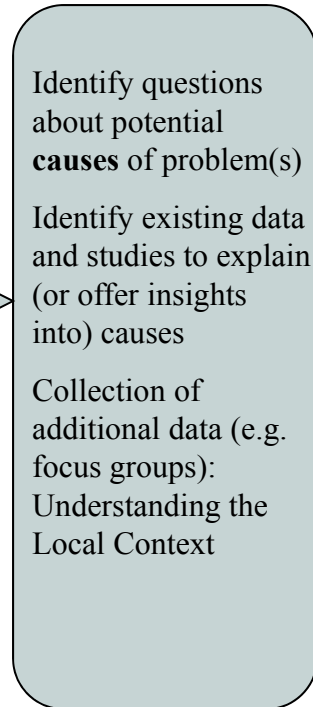 Identify questions
about potential
causes of problem(s)
Identify existing data
and studies to explain
(or offer insights
into) causes
Collection of
additional data (e.g.
focus groups):
Understanding the
Local Context